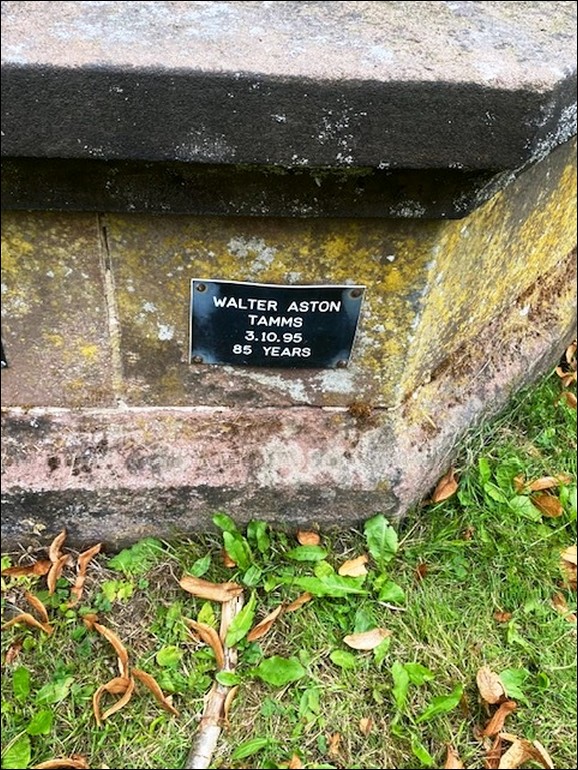 WALTER ASTON
TAMMS
3.10.95
85 YEARS